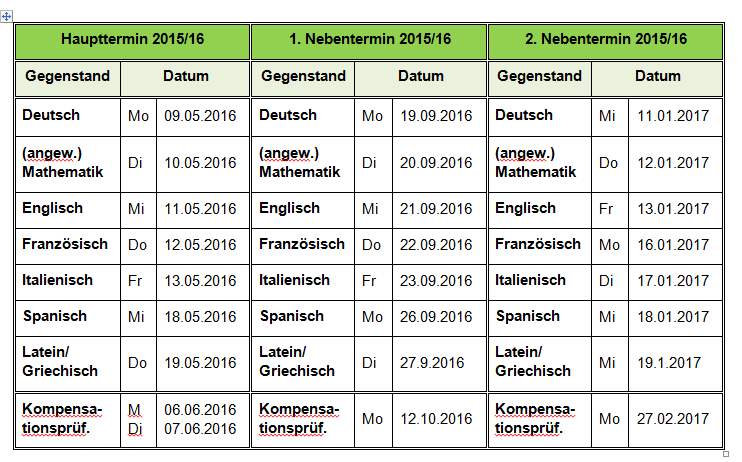 Haupttermin 2015/16 1. Nebentermin 2015/16 2. Nebentermin 2015/16
Gegenstand Datum Gegenstand Datum Gegenstand Datum
Deutsch Mo 09.05.2016 Deutsch Mo 19.09.2016 Deutsch Mi 11.01.2017
(angew.)
Mathematik Di 10.05.2016 (angew.)
Mathematik Di 20.09.2016 (angew.)
Mathematik Do 12.01.2017
Englisch Mi 11.05.2016 Englisch Mi 21.09.2016 Englisch Fr 13.01.2017
Französisch Do 12.05.2016 Französisch Do 22.09.2016 Französisch Mo 16.01.2017
Italienisch Fr 13.05.2016 Italienisch Fr 23.09.2016 Italienisch Di 17.01.2017
Spanisch Mi 18.05.2016 Spanisch Mo 26.09.2016 Spanisch Mi 18.01.2017
Latein/
Griechisch Do 19.05.2016 Latein/
Griechisch Di 27.9.2016 Latein/
Griechisch Mi 19.1.2017
Kompensa-
tionsprüf. M 06.06.2016
Di 07.06.2016 Kompensa-
tionsprüf. Mo 12.10.2016 Kompensa-
tionsprüf. Mo 27.02.2017